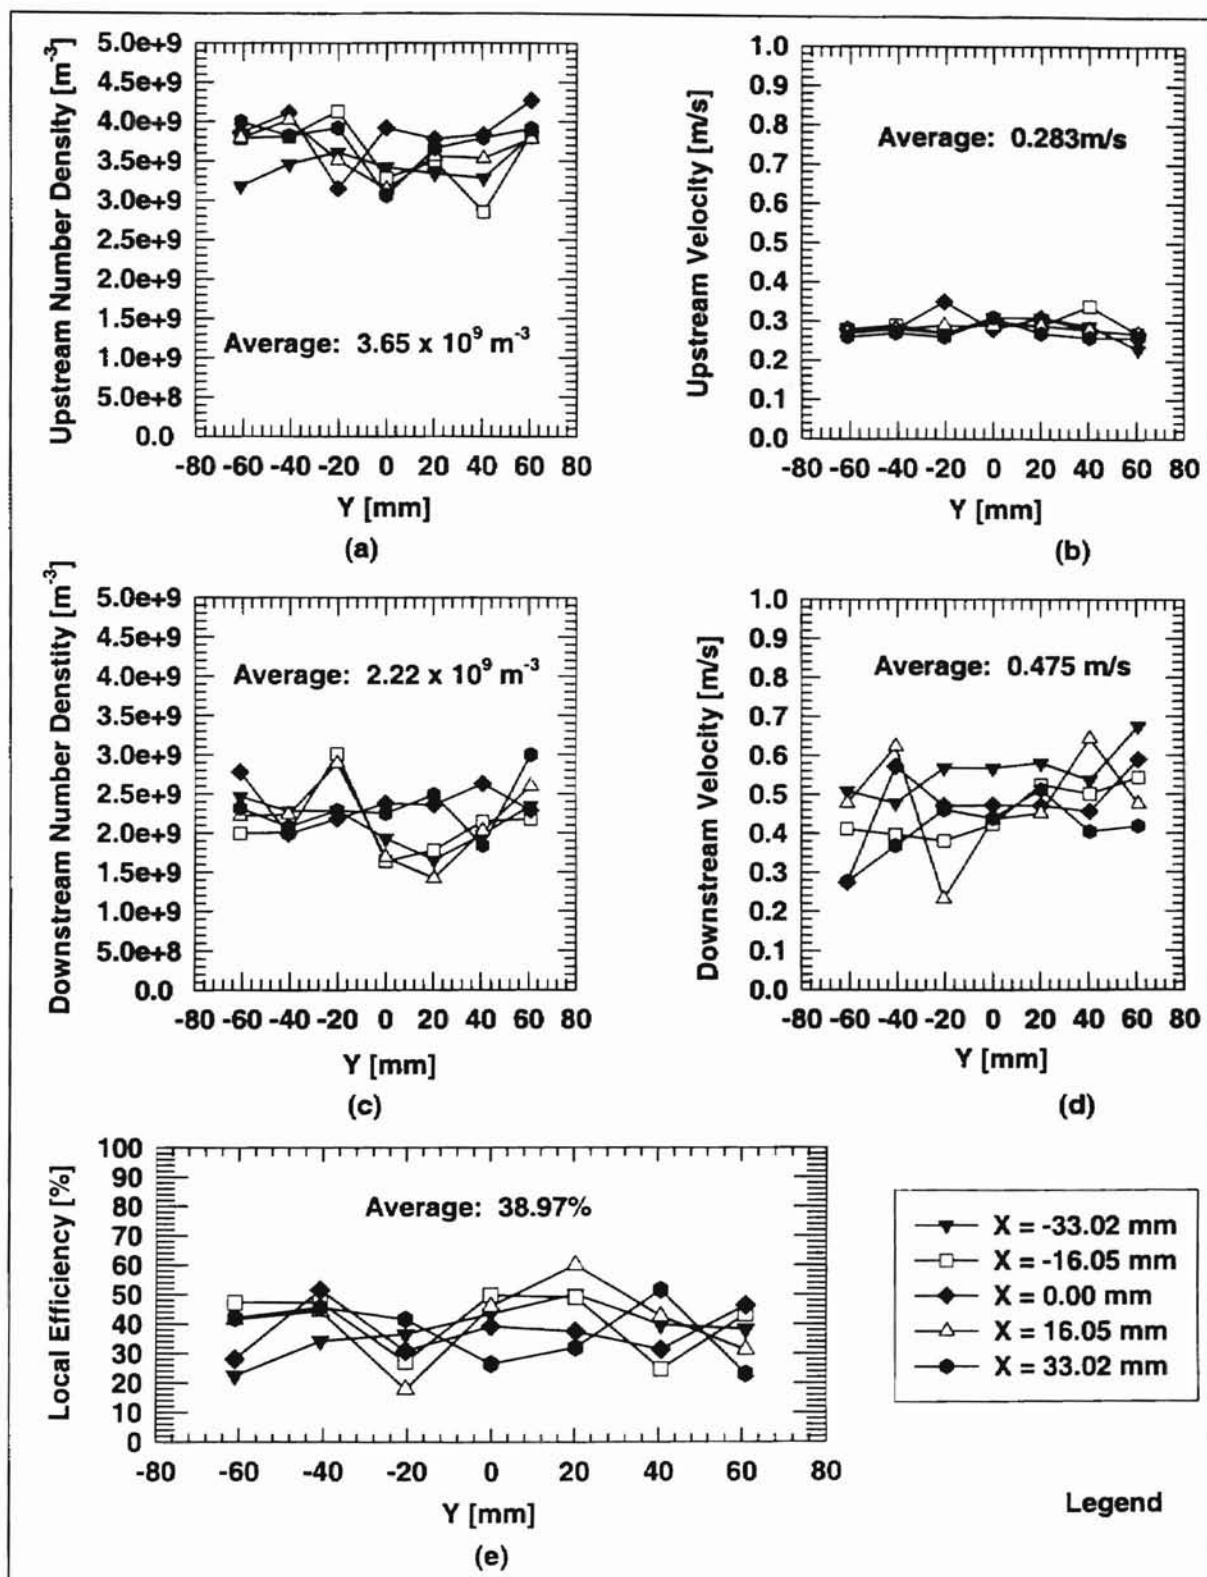 Upstream Number Density [m-3]
5.0e+9
4.5e+9
4.0e+9
3.5e+9
3.0e+9
2.5e+9
2.0e+9
1.5e+9
1.0e+9
5.0e+8
0.0
Average: 3.65 x 10⁹ m⁻³
-80 -60 -40 -20 0 20 40 60 80
Y [mm]
(a)
Upstream Velocity [m/s]
1.0
0.9
0.8
0.7
0.6
0.5
0.4
0.3
0.2
0.1
0.0
Average: 0.283m/s
-80 -60 -40 -20 0 20 40 60 80
Y [mm]
(b)
Downstream Number Denstity [m⁻³]
5.0e+9
4.5e+9
4.0e+9
3.5e+9
3.0e+9
2.5e+9
2.0e+9
1.5e+9
1.0e+9
5.0e+8
0.0
Average: 2.22 x 10⁹ m⁻³
-80 -60 -40 -20 0 20 40 60 80
Y [mm]
(c)
Downstream Velocity [m/s]
1.0
0.9
0.8
0.7
0.6
0.5
0.4
0.3
0.2
0.1
0.0
Average: 0.475 m/s
-80 -60 -40 -20 0 20 40 60 80
Y [mm]
(d)
Local Efficiency [%]
100
90
80
70
60
50
40
30
20
10
0
Average: 38.97%
-80 -60 -40 -20 0 20 40 60 80
Y [mm]
(e)
X = -33.02 mm
X = -16.05 mm
X = 0.00 mm
X = 16.05 mm
X = 33.02 mm
Legend